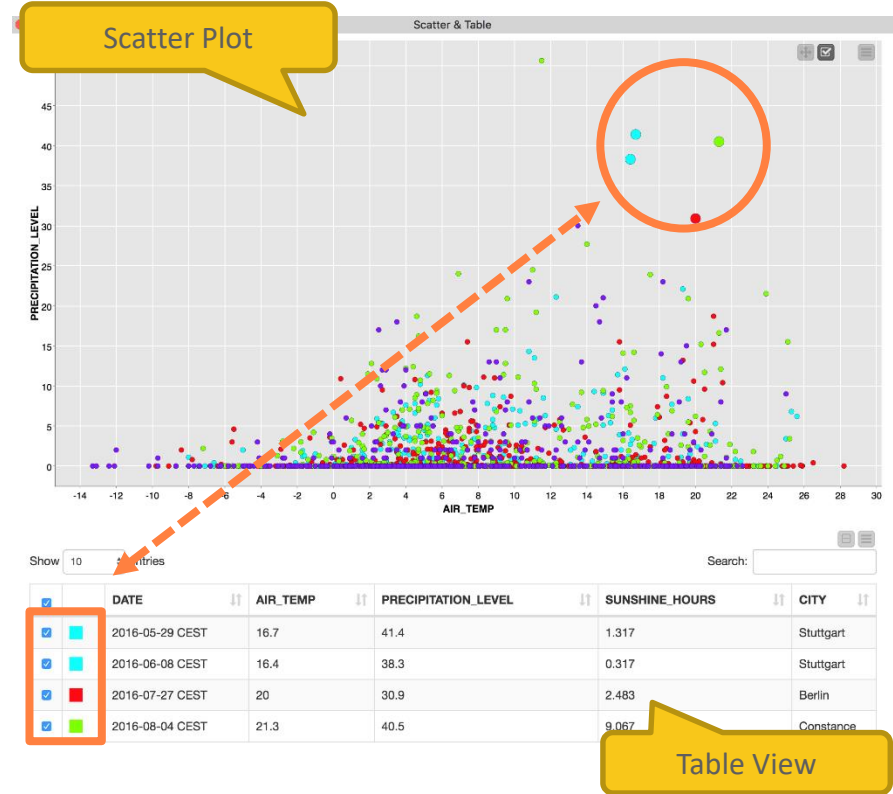 Scatter & Table
Scatter Plot
PRECIPITATION_LEVEL
45
40
35
30
25
20
15
10
5
0
-14 -12 -10 -8 -6 -4 -2 0 2 4 6 8 10 12 14 16 18 20 22 24 26 28 30
AIR_TEMP
Show 10 entries Search:
DATE AIR_TEMP PRECIPITATION_LEVEL SUNSHINE_HOURS CITY
2016-05-29 CEST 16.7 41.4 1.317 Stuttgart
2016-06-08 CEST 16.4 38.3 0.317 Stuttgart
2016-07-27 CEST 20 30.9 2.483 Berlin
2016-08-04 CEST 21.3 40.5 9.067 Constance
Table View